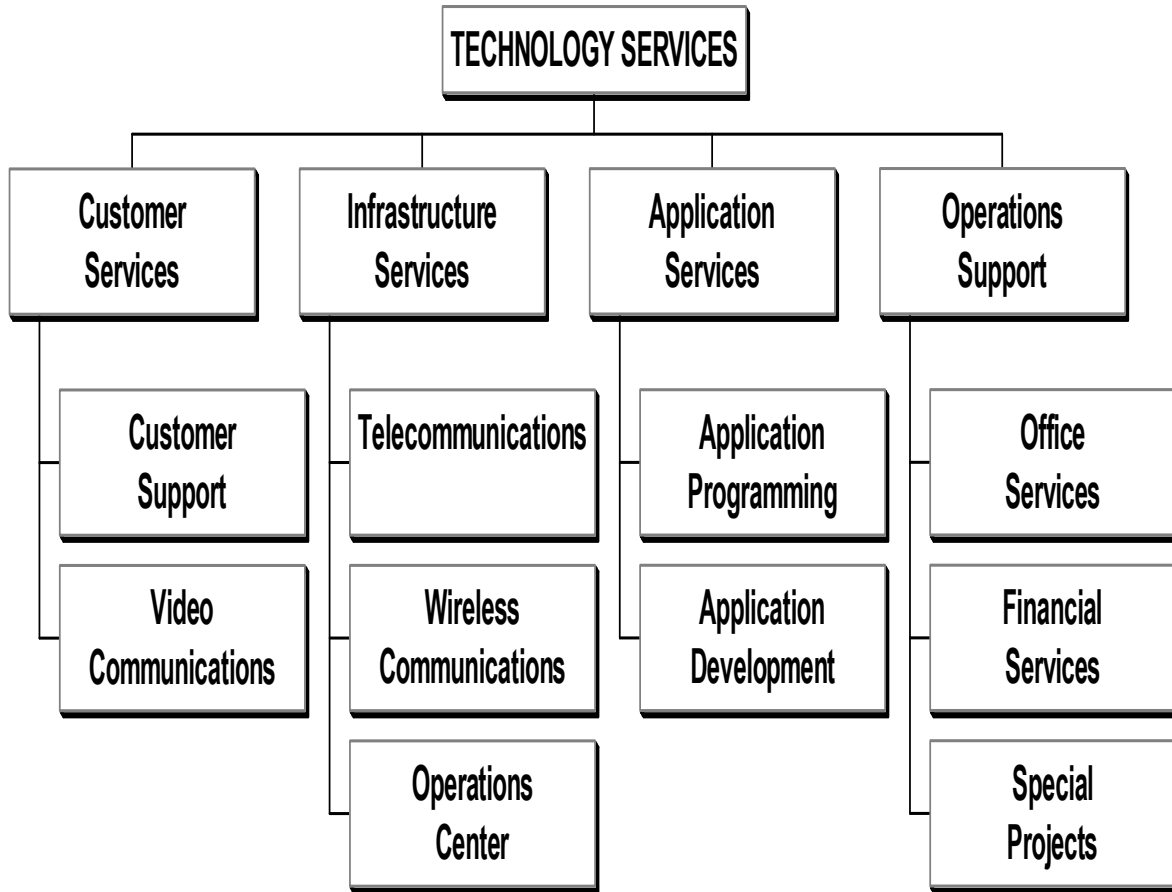 TECHNOLOGY SERVICES
Customer
Services
Infrastructure
Services
Application
Services
Operations
Support
Customer
Support
Telecommunications
Application
Programming
Office
Services
Video
Communications
Wireless
Communications
Application
Development
Financial
Services
Operations
Center
Special
Projects